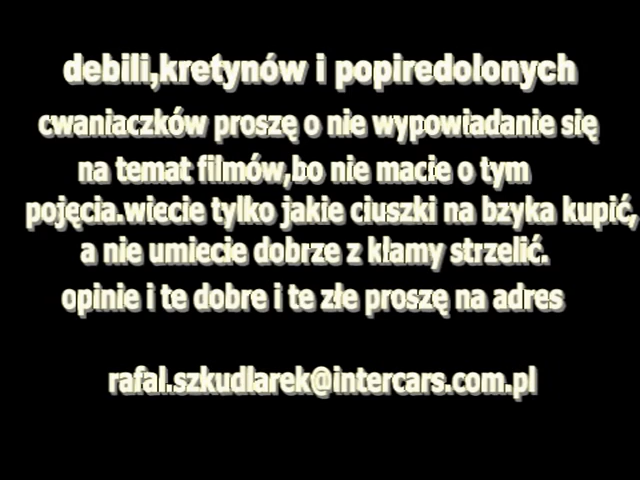 debili,kretynów i popiredolonych
cwaniaczków proszę o nie wypowiadanie się
na temat filmów,bo nie macie o tym
pojęcia.wiecie tylko jakie ciuszki na bzyka kupić,
a nie umiecie dobrze z kłamy strzelić.
opinie i te dobre i te złe proszę na adres
rafal.szkudlarek@intercars.com.pl